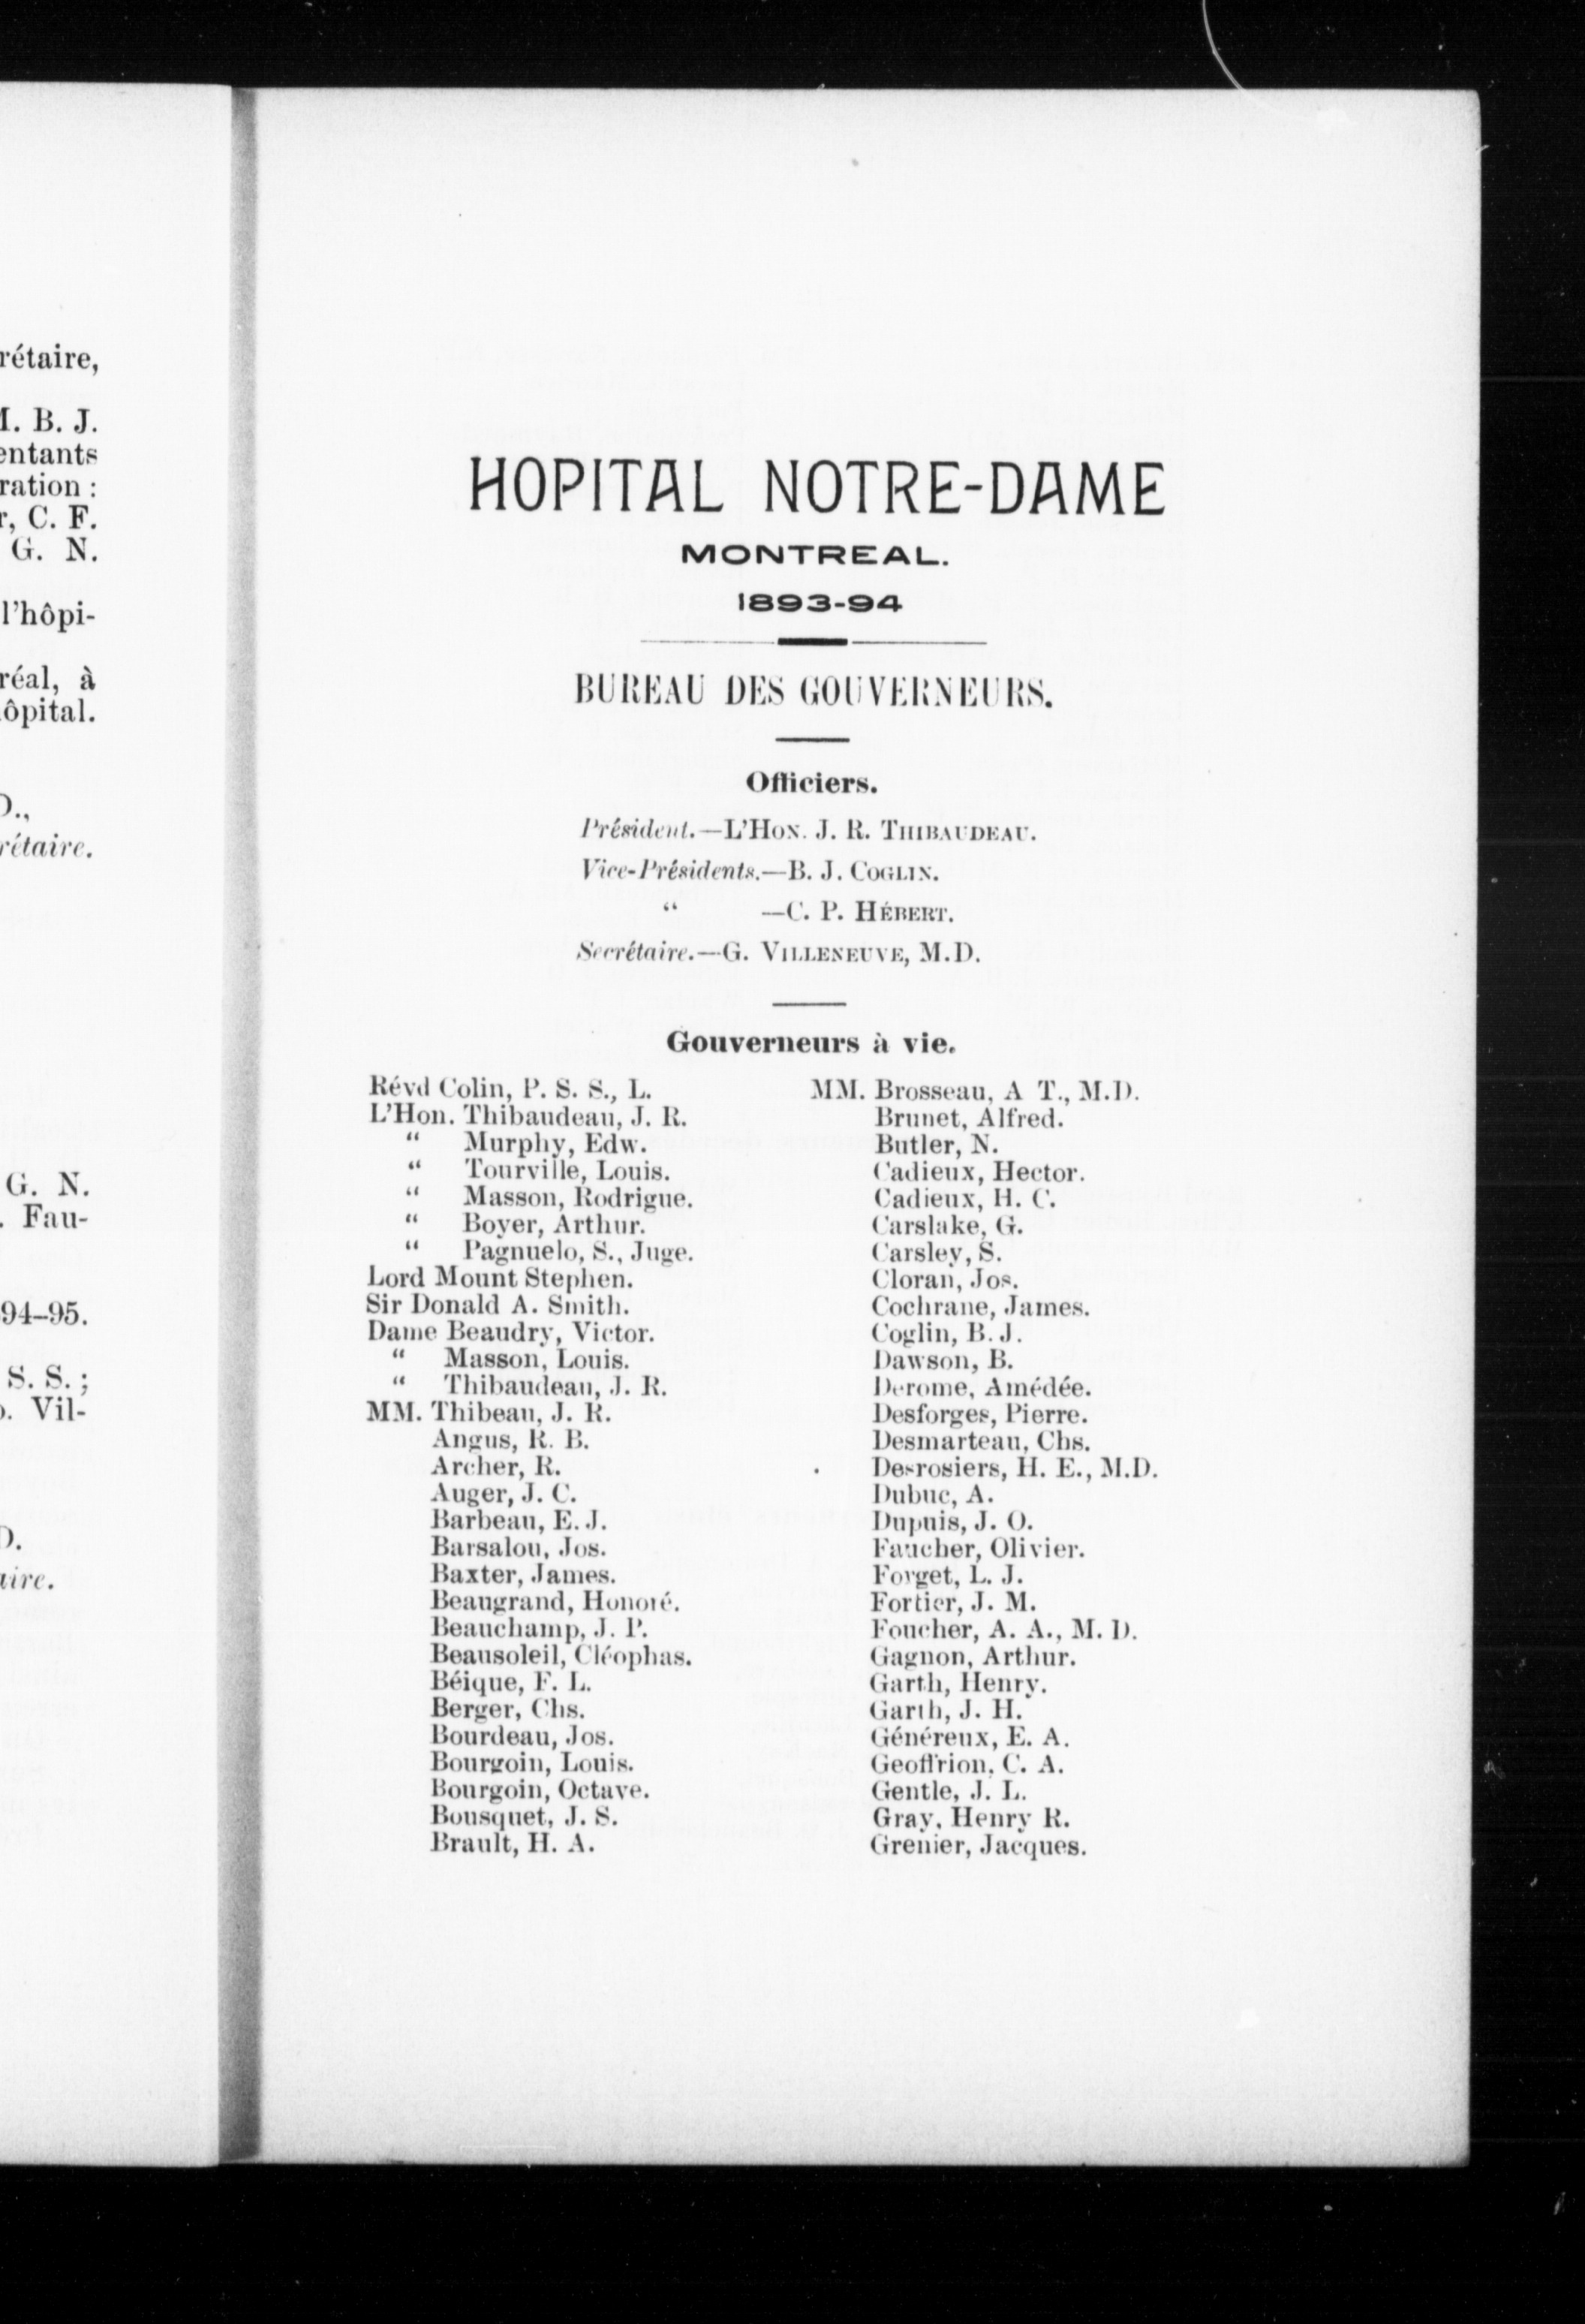 rétaire,
M. B. J.
entants
ration :
r, C. F.
G. N.
l'hôpi-
réal, à
ôpital.
D.,
rétaire.
G. N.
. Fau-
94–95.
S. S. ;
o. Vil-
D.
aire.
HOPITAL NOTRE-DAME
MONTREAL.
1893-94
BUREAU DES GOUVERNEURS.
Officiers.
Président.—L'HON. J. R. THIBAUDEAU.
Vice-Présidents.—B. J. COGLIN.
“ —C. P. HÉBERT.
Secrétaire.—G. VILLENEUVE, M.D.
Gouverneurs à vie.
Révd Colin, P. S. S., L.
L'Hon. Thibaudeau, J. R.
“ Murphy, Edw.
“ Tourville, Louis.
“ Masson, Rodrigue.
“ Boyer, Arthur.
“ Pagnuelo, S., Juge.
Lord Mount Stephen.
Sir Donald A. Smith.
Dame Beaudry, Victor.
“ Masson, Louis.
“ Thibaudeau, J. R.
MM. Thibeau, J. R.
Angus, R. B.
Archer, R.
Auger, J. C.
Barbeau, E. J.
Barsalou, Jos.
Baxter, James.
Beaugrand, Honoré.
Beauchamp, J. P.
Beausoleil, Cléophas.
Béique, F. L.
Berger, Chs.
Bourdeau, Jos.
Bourgoin, Louis.
Bourgoin, Octave.
Bousquet, J. S.
Brault, H. A.
MM. Brosseau, A T., M.D.
Brunet, Alfred.
Butler, N.
Cadieux, Hector.
Cadieux, H. C.
Carslake, G.
Carsley, S.
Cloran, Jos.
Cochrane, James.
Coglin, B. J.
Dawson, B.
Derome, Amédée.
Desforges, Pierre.
Desmarteau, Chs.
Desrosiers, H. E., M.D.
Dubuc, A.
Dupuis, J. O.
Faucher, Olivier.
Forget, L. J.
Fortier, J. M.
Foucher, A. A., M. D.
Gagnon, Arthur.
Garth, Henry.
Garth, J. H.
Généreux, E. A.
Geoffrion, C. A.
Gentle, J. L.
Gray, Henry R.
Grenier, Jacques.